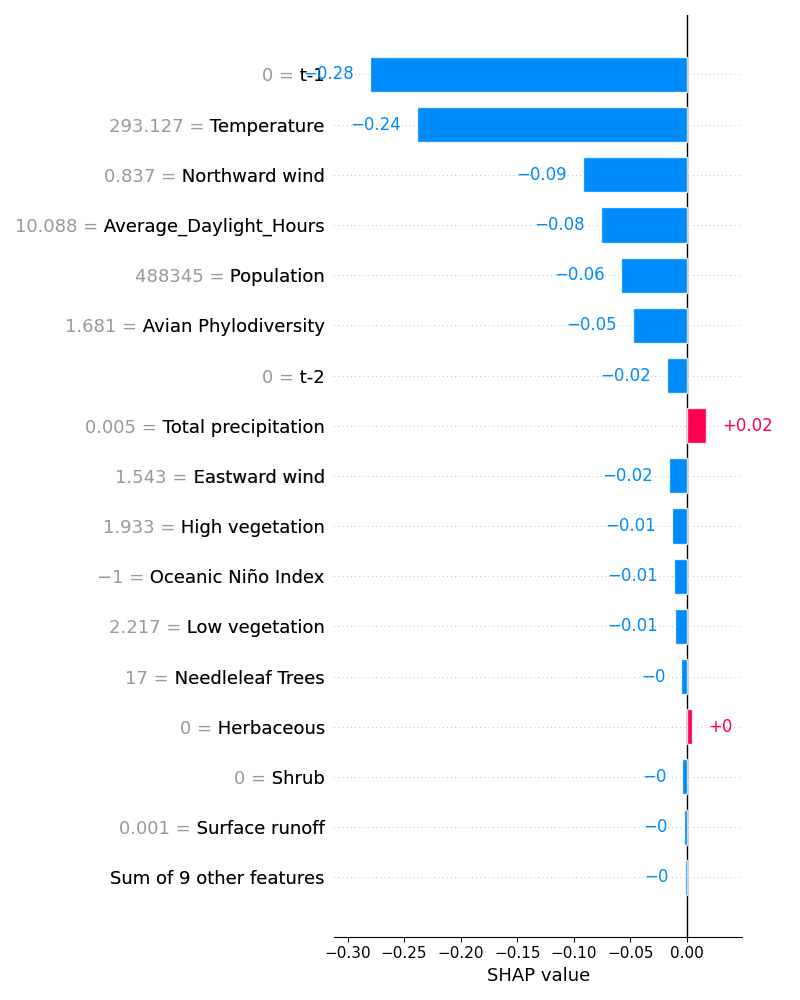 0 = t-1 −0.28
293.127 = Temperature −0.24
0.837 = Northward wind −0.09
10.088 = Average_Daylight_Hours −0.08
488345 = Population −0.06
1.681 = Avian Phylodiversity −0.05
0 = t-2 −0.02
0.005 = Total precipitation +0.02
1.543 = Eastward wind −0.02
1.933 = High vegetation −0.01
−1 = Oceanic Niño Index −0.01
2.217 = Low vegetation −0.01
17 = Needleleaf Trees −0
0 = Herbaceous +0
0 = Shrub −0
0.001 = Surface runoff −0
Sum of 9 other features −0
−0.30 −0.25 −0.20 −0.15 −0.10 −0.05 0.00
SHAP value